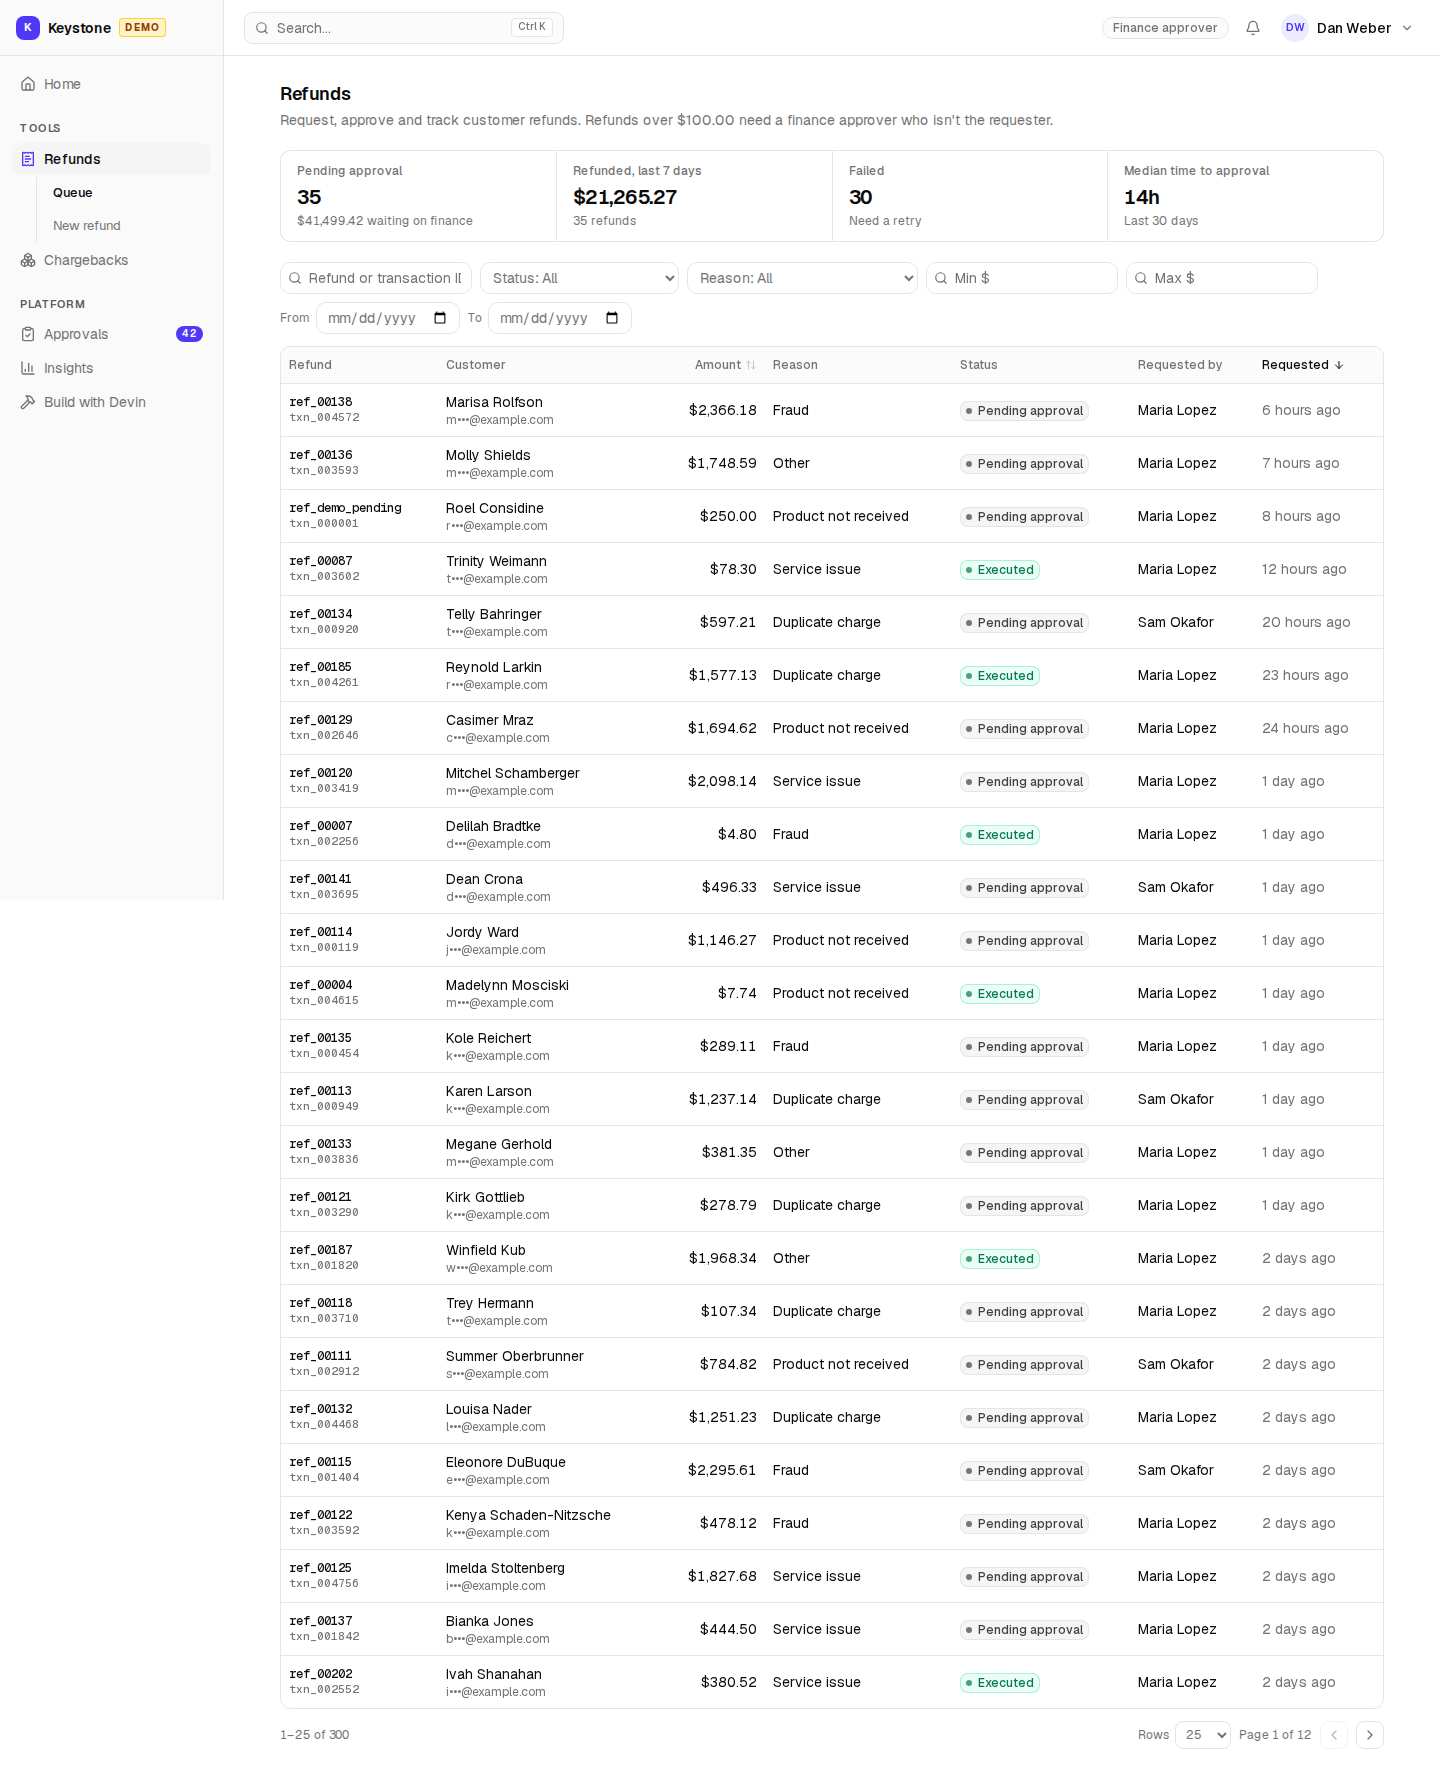 K Keystone DEMO
Search...
Ctrl K
Finance approver
DW Dan Weber
Home
TOOLS
Refunds
Queue
New refund
Chargebacks
PLATFORM
Approvals 42
Insights
Build with Devin
Refunds
Request, approve and track customer refunds. Refunds over $100.00 need a finance approver who isn't the requester.
Pending approval
35
$41,499.42 waiting on finance
Refunded, last 7 days
$21,265.27
35 refunds
Failed
30
Need a retry
Median time to approval
14h
Last 30 days
Refund or transaction ID Status: All Reason: All Min $ Max $
From mm/dd/yyyy To mm/dd/yyyy
Refund Customer Amount Reason Status Requested by Requested
ref_00138 Marisa Rolfson $2,366.18 Fraud Pending approval Maria Lopez 6 hours ago
txn_004572 m•••@example.com
ref_00136 Molly Shields $1,748.59 Other Pending approval Maria Lopez 7 hours ago
txn_003593 m•••@example.com
ref_demo_pending Roel Considine $250.00 Product not received Pending approval Maria Lopez 8 hours ago
txn_000001 r•••@example.com
ref_00087 Trinity Weimann $78.30 Service issue Executed Maria Lopez 12 hours ago
txn_003602 t•••@example.com
ref_00134 Telly Bahringer $597.21 Duplicate charge Pending approval Sam Okafor 20 hours ago
txn_000920 t•••@example.com
ref_00185 Reynold Larkin $1,577.13 Duplicate charge Executed Maria Lopez 23 hours ago
txn_004261 r•••@example.com
ref_00129 Casimer Mraz $1,694.62 Product not received Pending approval Maria Lopez 24 hours ago
txn_002646 c•••@example.com
ref_00120 Mitchel Schamberger $2,098.14 Service issue Pending approval Maria Lopez 1 day ago
txn_003419 m•••@example.com
ref_00007 Delilah Bradtke $4.80 Fraud Executed Maria Lopez 1 day ago
txn_002256 d•••@example.com
ref_00141 Dean Crona $496.33 Service issue Pending approval Sam Okafor 1 day ago
txn_003695 d•••@example.com
ref_00114 Jordy Ward $1,146.27 Product not received Pending approval Maria Lopez 1 day ago
txn_000119 j•••@example.com
ref_00004 Madelynn Mosciski $7.74 Product not received Executed Maria Lopez 1 day ago
txn_004615 m•••@example.com
ref_00135 Kole Reichert $289.11 Fraud Pending approval Maria Lopez 1 day ago
txn_000454 k•••@example.com
ref_00113 Karen Larson $1,237.14 Duplicate charge Pending approval Sam Okafor 1 day ago
txn_000949 k•••@example.com
ref_00133 Megane Gerhold $381.35 Other Pending approval Maria Lopez 1 day ago
txn_003836 m•••@example.com
ref_00121 Kirk Gottlieb $278.79 Duplicate charge Pending approval Maria Lopez 1 day ago
txn_003290 k•••@example.com
ref_00187 Winfield Kub $1,968.34 Other Executed Maria Lopez 2 days ago
txn_001820 w•••@example.com
ref_00118 Trey Hermann $107.34 Duplicate charge Pending approval Maria Lopez 2 days ago
txn_003710 t•••@example.com
ref_00111 Summer Oberbrunner $784.82 Product not received Pending approval Sam Okafor 2 days ago
txn_002912 s•••@example.com
ref_00132 Louisa Nader $1,251.23 Duplicate charge Pending approval Maria Lopez 2 days ago
txn_004468 l•••@example.com
ref_00115 Eleonore DuBuque $2,295.61 Fraud Pending approval Sam Okafor 2 days ago
txn_001404 e•••@example.com
ref_00122 Kenya Schaden-Nitzsche $478.12 Fraud Pending approval Maria Lopez 2 days ago
txn_003592 k•••@example.com
ref_00125 Imelda Stoltenberg $1,827.68 Service issue Pending approval Maria Lopez 2 days ago
txn_004756 i•••@example.com
ref_00137 Bianka Jones $444.50 Service issue Pending approval Maria Lopez 2 days ago
txn_001842 b•••@example.com
ref_00202 Ivah Shanahan $380.52 Service issue Executed Maria Lopez 2 days ago
txn_002552 i•••@example.com
1–25 of 300
Rows 25 Page 1 of 12